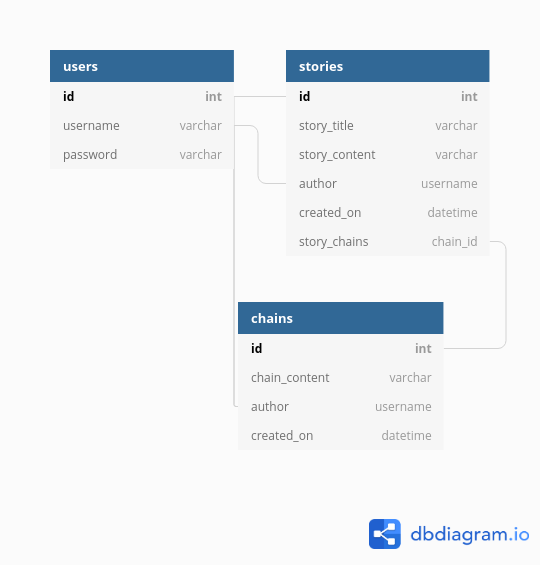 users
id int
username varchar
password varchar
stories
id int
story_title varchar
story_content varchar
author username
created_on datetime
story_chains chain_id
chains
id int
chain_content varchar
author username
created_on datetime
dbdiagram.io